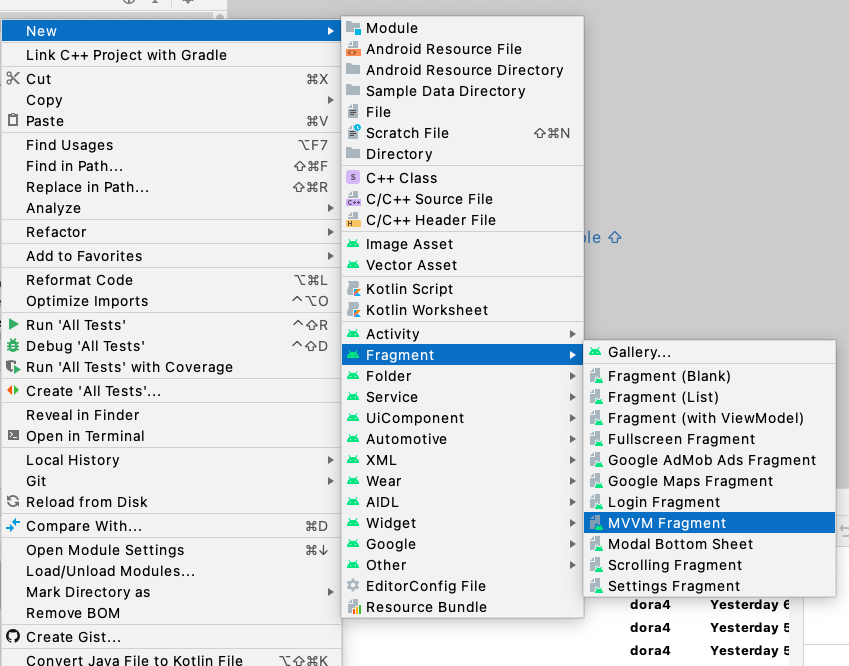 New
Link C++ Project with Gradle
Cut ⌘X
Copy
Paste ⌘V
Find Usages ⌥F7
Find in Path... ⇧⌘F
Replace in Path... ⇧⌘R
Analyze
Refactor
Add to Favorites
Reformat Code ⌥⌘L
Optimize Imports ^⌥O
Run 'All Tests' ^⇧R
Debug 'All Tests' ^⇧D
Run 'All Tests' with Coverage
Create 'All Tests'...
Reveal in Finder
Open in Terminal
Local History
Git
Reload from Disk
Compare With... ⌘D
Open Module Settings ⌘↓
Load/Unload Modules...
Mark Directory as
Remove BOM
Create Gist...
Convert Java File to Kotlin File ⌥⇧⌘K
Module
Android Resource File
Android Resource Directory
Sample Data Directory
File
Scratch File ⇧⌘N
Directory
C++ Class
C/C++ Source File
C/C++ Header File
Image Asset
Vector Asset
Kotlin Script
Kotlin Worksheet
Activity
Fragment
Folder
Service
UiComponent
Automotive
XML
Wear
AIDL
Widget
Google
Other
EditorConfig File
Resource Bundle
Gallery...
Fragment (Blank)
Fragment (List)
Fragment (with ViewModel)
Fullscreen Fragment
Google AdMob Ads Fragment
Google Maps Fragment
Login Fragment
MVVM Fragment
Modal Bottom Sheet
Scrolling Fragment
Settings Fragment
dora4 Yesterday 6
dora4 Yesterday 5
dora4 Yesterday 5